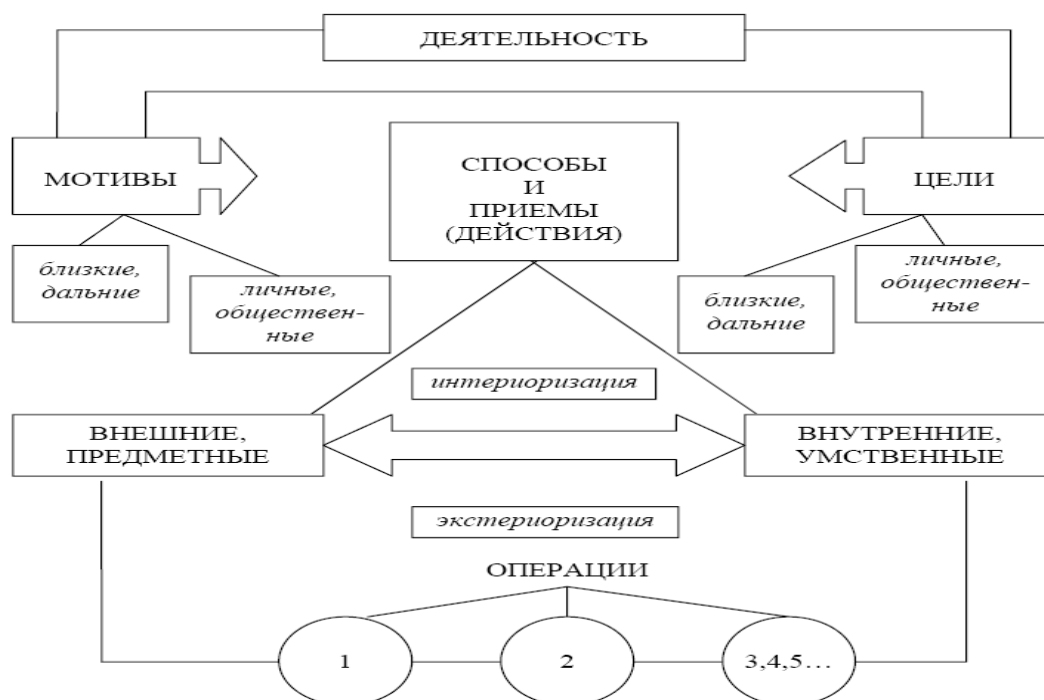 ДЕЯТЕЛЬНОСТЬ
МОТИВЫ
СПОСОБЫ
И
ПРИЕМЫ
(ДЕЙСТВИЯ)
ЦЕЛИ
близкие,
дальние
личные,
обществен-
ные
близкие,
дальние
личные,
обществен-
ные
интериоризация
ВНЕШНИЕ,
ПРЕДМЕТНЫЕ
ВНУТРЕННИЕ,
УМСТВЕННЫЕ
экстериоризация
ОПЕРАЦИИ
1
2
3,4,5...